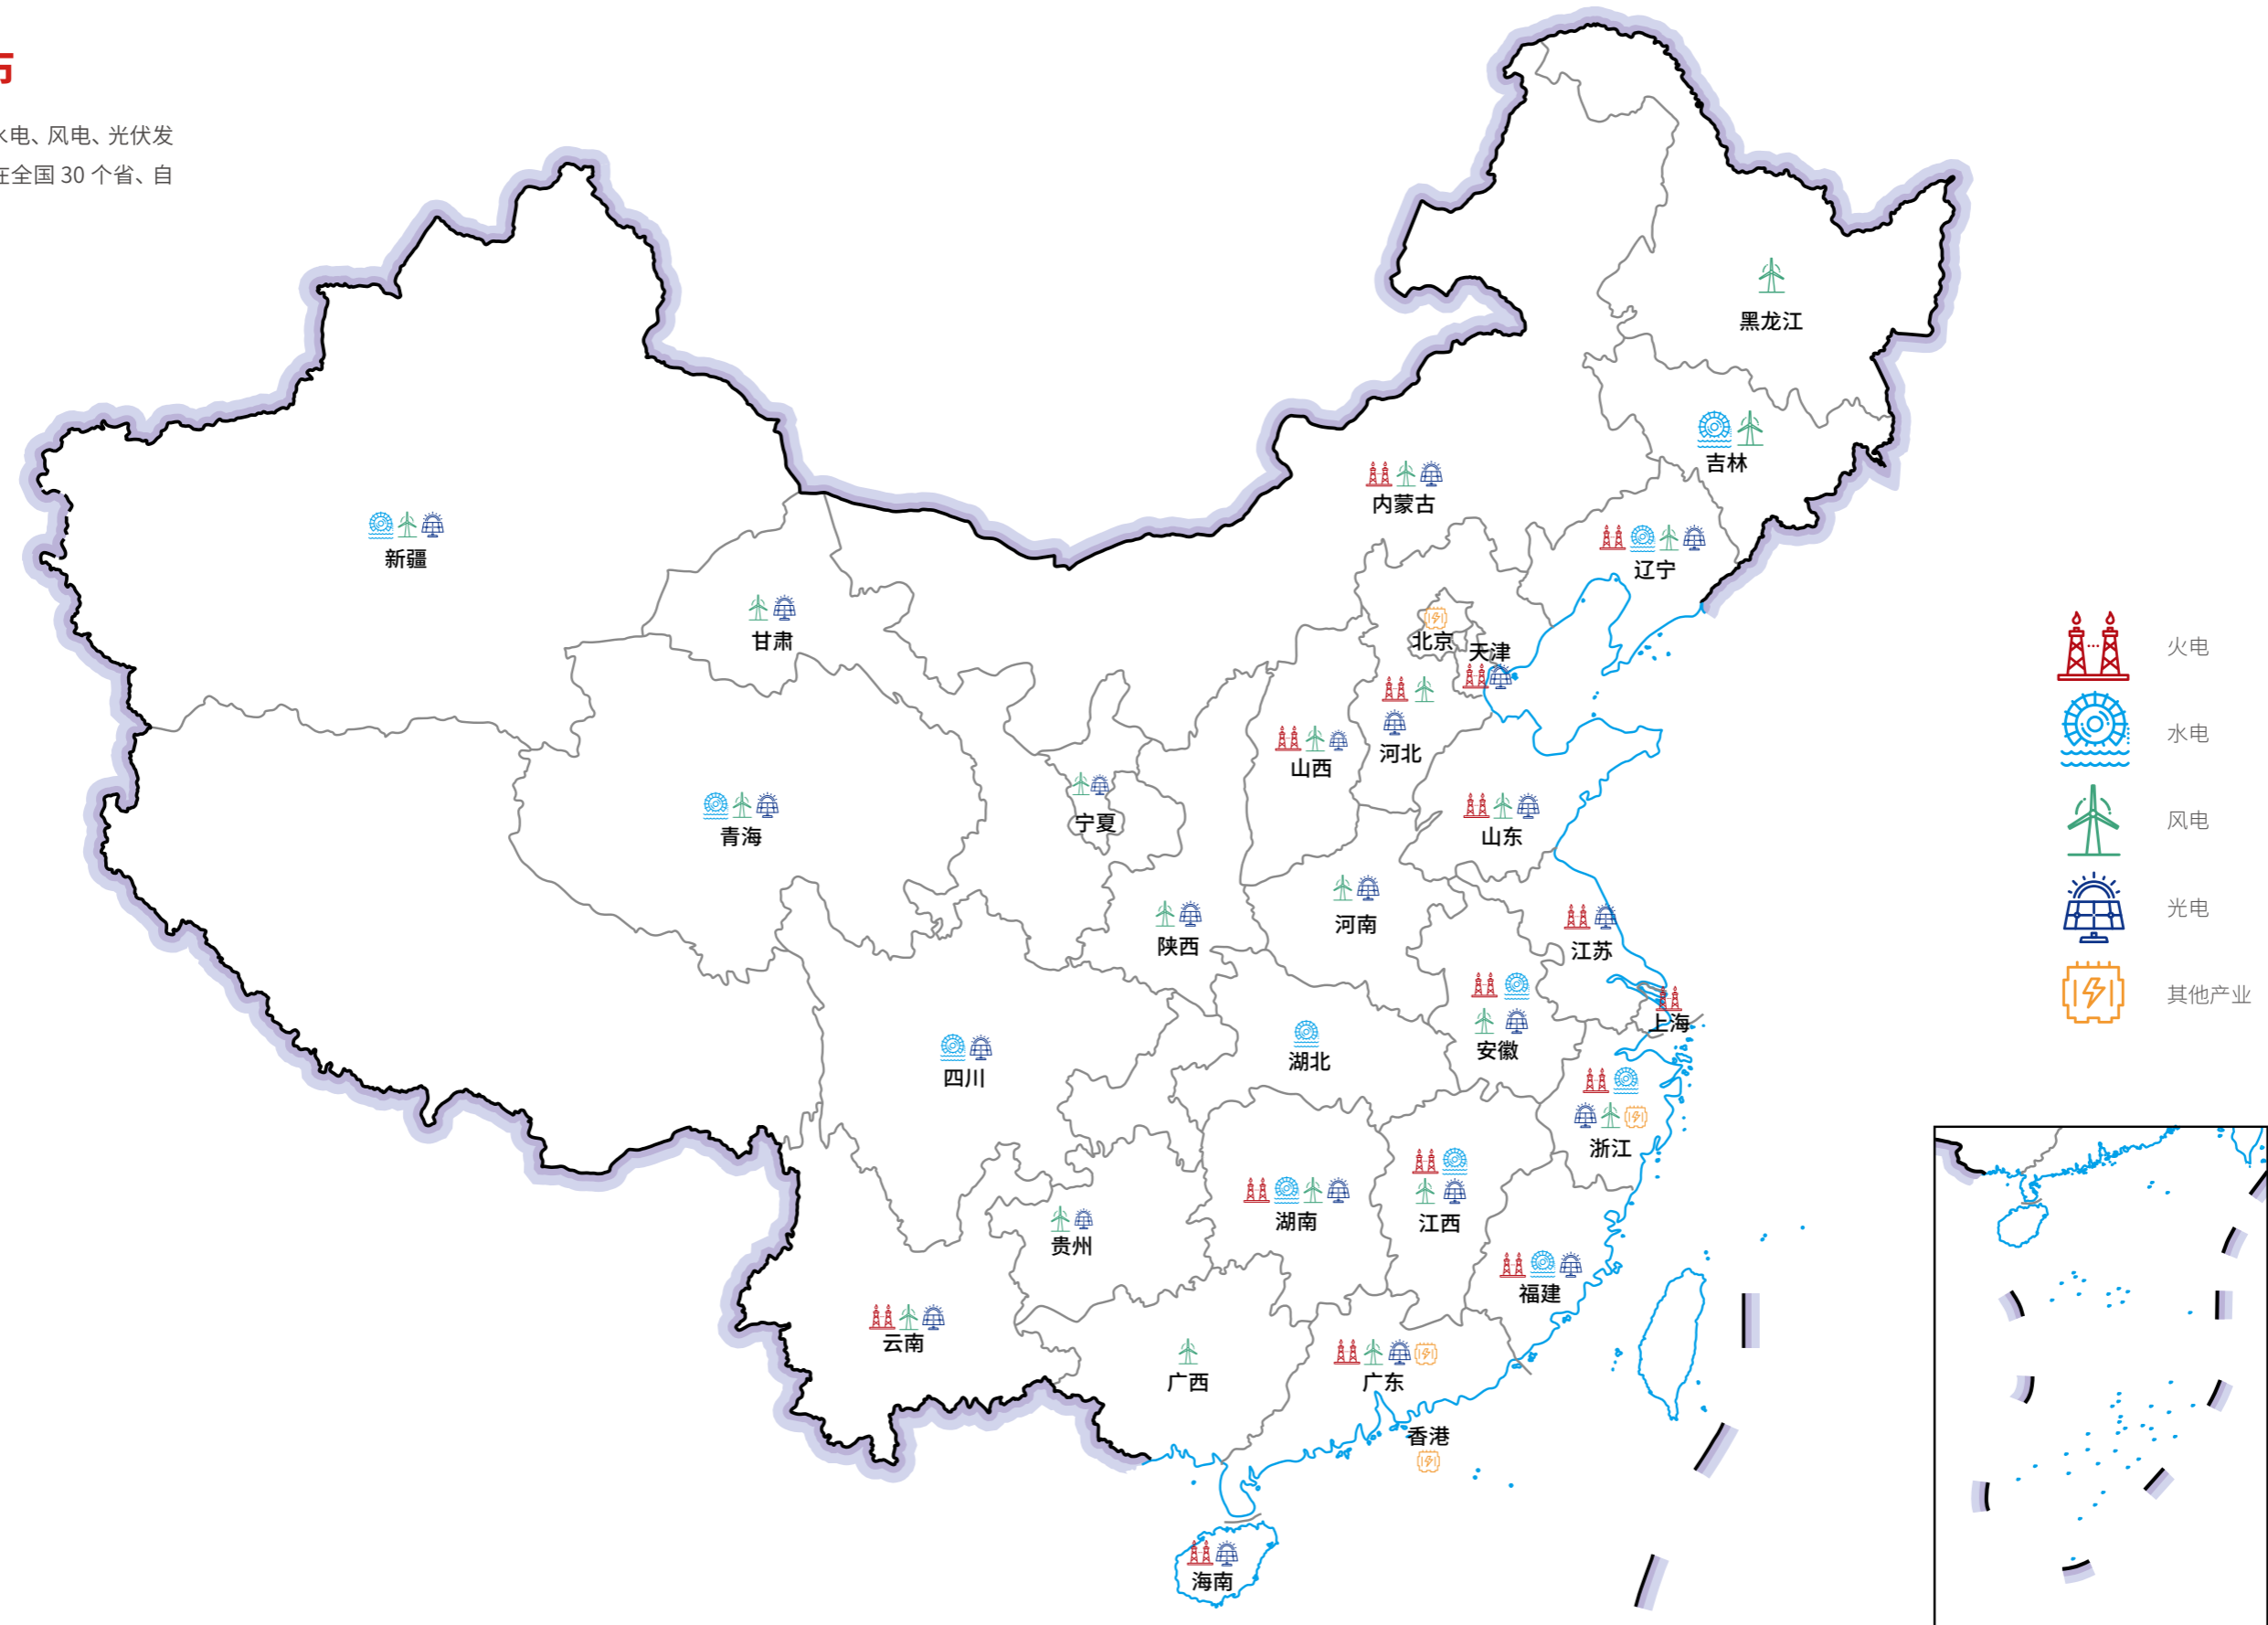 布
水电、风电、光伏发
在全国 30 个省、自
黑龙江
吉林
内蒙古
新疆
辽宁
甘肃
北京
天津
河北
山西
宁夏
青海
山东
河南
陕西
江苏
上海
安徽
湖北
四川
浙江
湖南
江西
贵州
福建
云南
广西
广东
香港
海南
火电
水电
风电
光电
其他产业